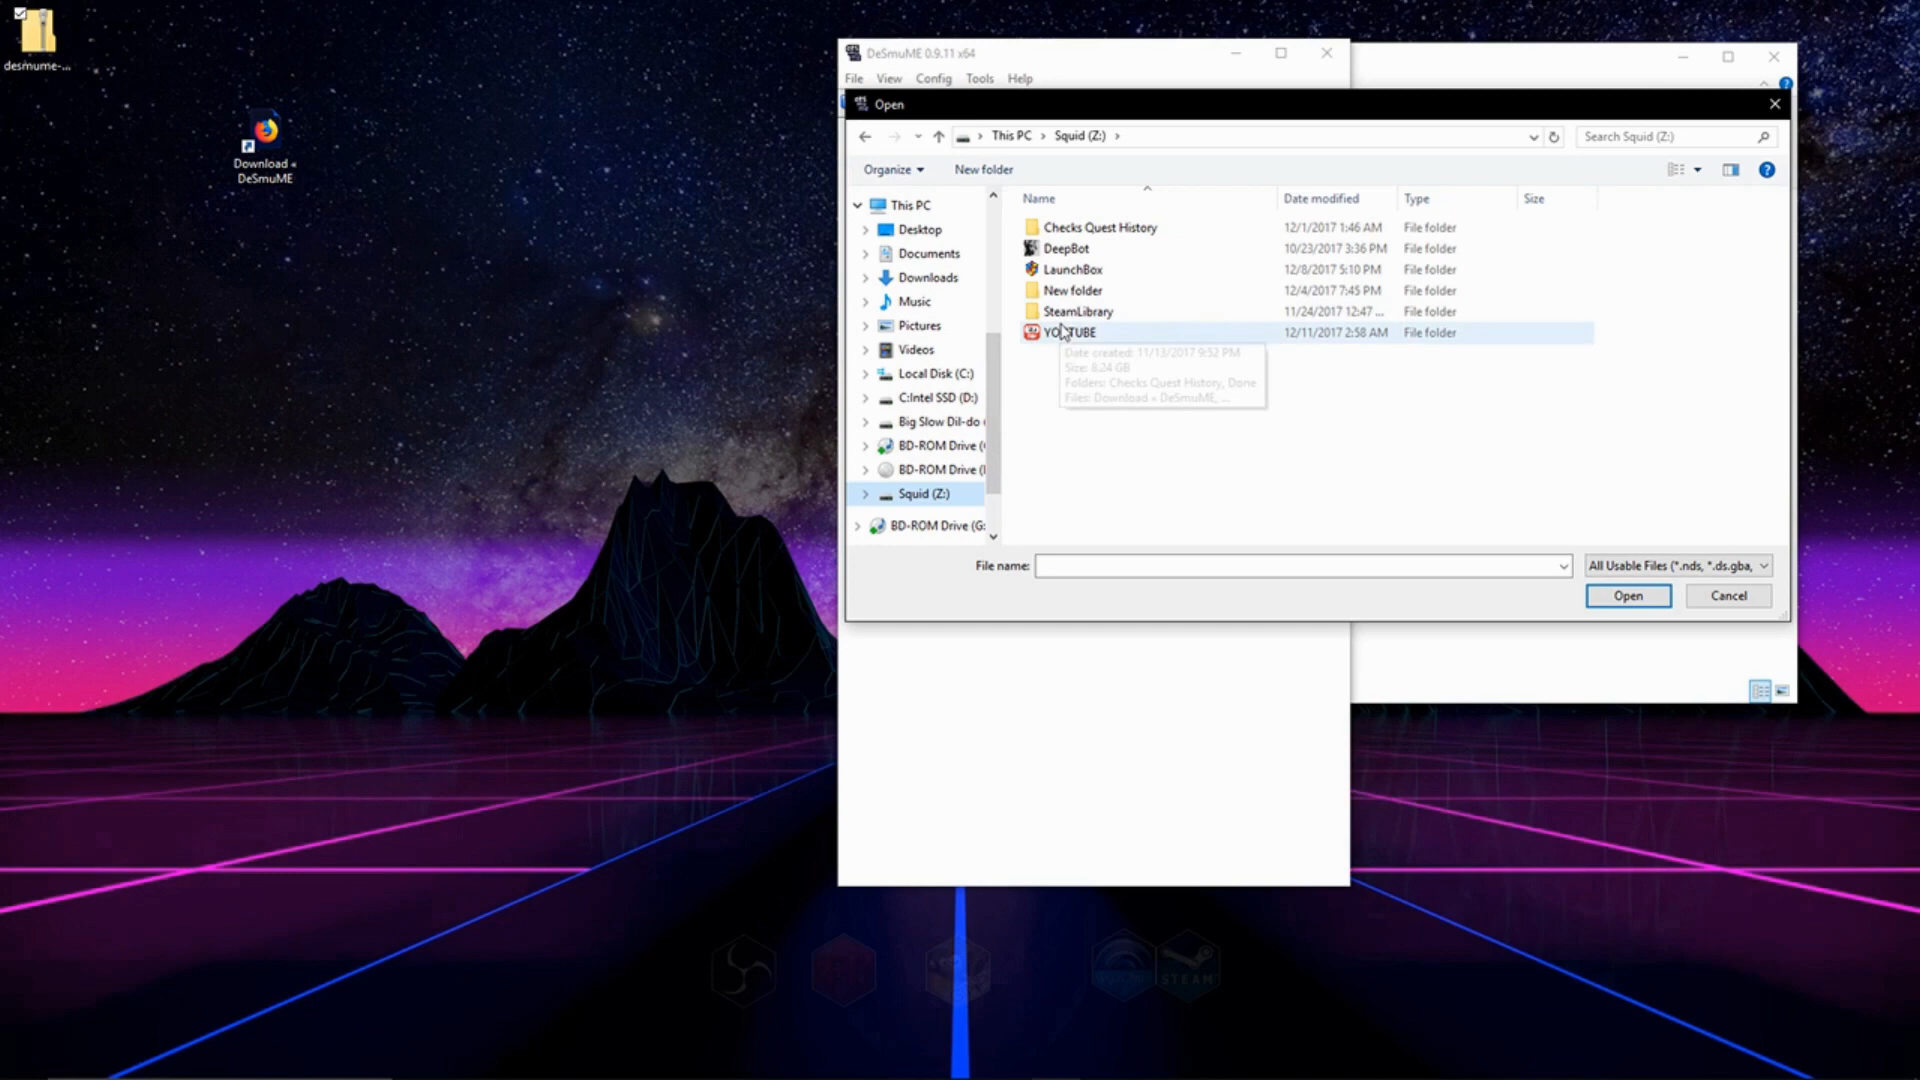 desmume-...
Download «
DeSmuME
DeSmuME 0.9.11 x64
File View Config Tools Help
Open
This PC › Squid (Z:) ›
Search Squid (Z:)
Organize
New folder
This PC
Desktop
Documents
Downloads
Music
Pictures
Videos
Local Disk (C:)
C:Intel SSD (D:)
Big Slow Dil-do
BD-ROM Drive (
BD-ROM Drive (
Squid (Z:)
BD-ROM Drive (G:
Name Date modified Type Size
Checks Quest History 12/1/2017 1:46 AM File folder
DeepBot 10/23/2017 3:36 PM File folder
LaunchBox 12/8/2017 5:10 PM File folder
New folder 12/4/2017 7:45 PM File folder
SteamLibrary 11/24/2017 12:47 ... File folder
YOUTUBE 12/11/2017 2:58 AM File folder
Date created: 11/13/2017 9:52 PM
Size: 8.24 GB
Folders: Checks Quest History, Done
Files: Download « DeSmuME, ...
File name:
All Usable Files (*.nds, *.ds.gba,
Open
Cancel
STEAM